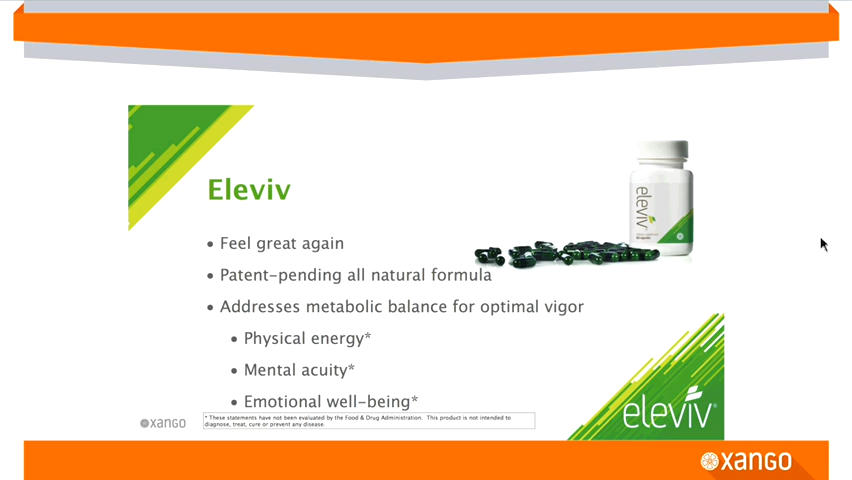 Eleviv
• Feel great again
• Patent-pending all natural formula
• Addresses metabolic balance for optimal vigor
• Physical energy*
• Mental acuity*
• Emotional well-being*
eleviv
eleviv®
xango
* These statements have not been evaluated by the Food & Drug Administration. This product is not intended to
diagnose, treat, cure or prevent any disease.
xango